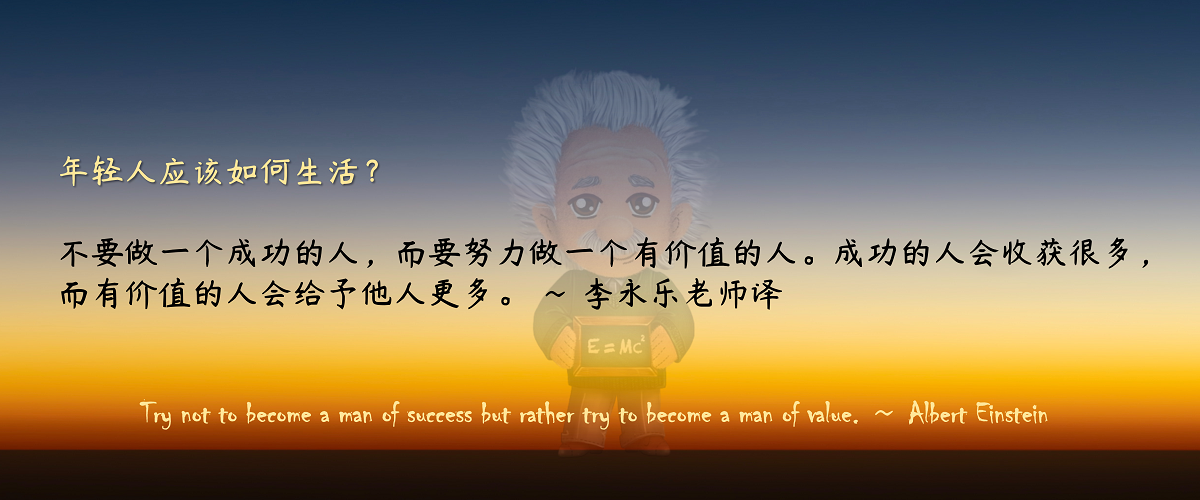 年轻人应该如何生活？
不要做一个成功的人，而要努力做一个有价值的人。成功的人会收获很多，
而有价值的人会给予他人更多。 ~ 李永乐老师译
E=MC²
Try not to become a man of success but rather try to become a man of value. ~ Albert Einstein